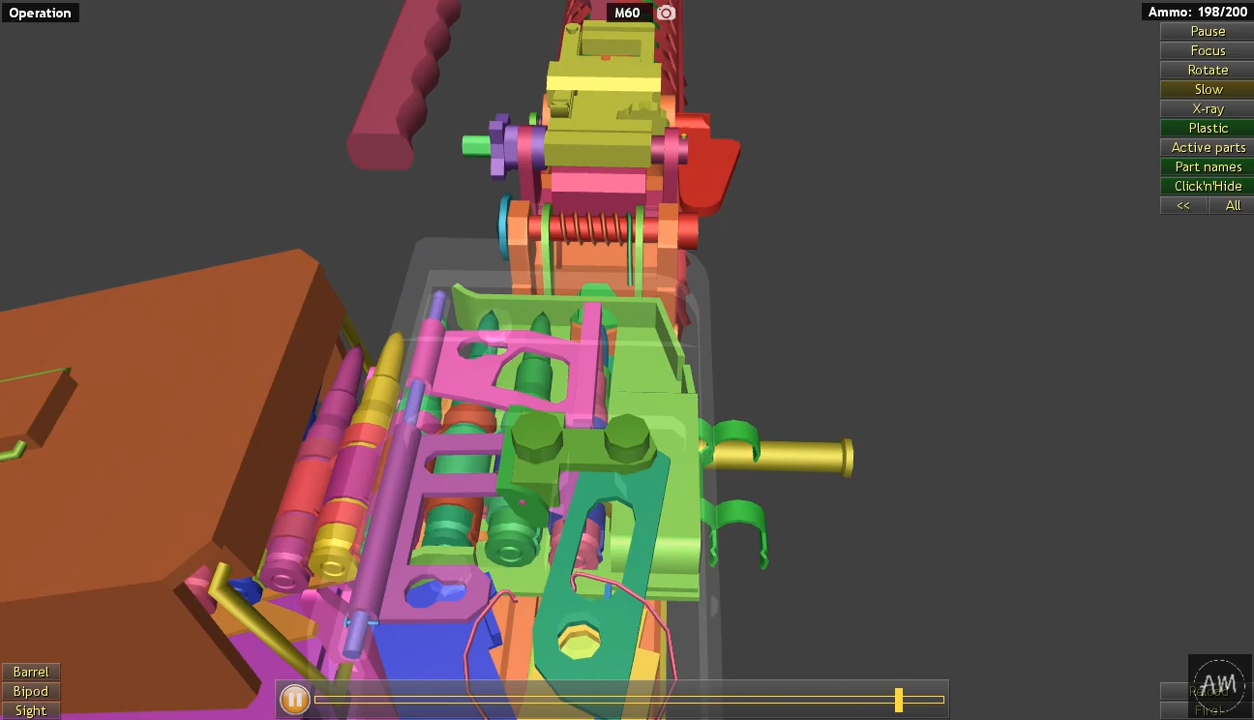 Operation
M60
Ammo: 198/200
Pause
Focus
Rotate
Slow
X-ray
Plastic
Active parts
Part names
Click'n'Hide
<< All
Barrel
Bipod
Sight
AW